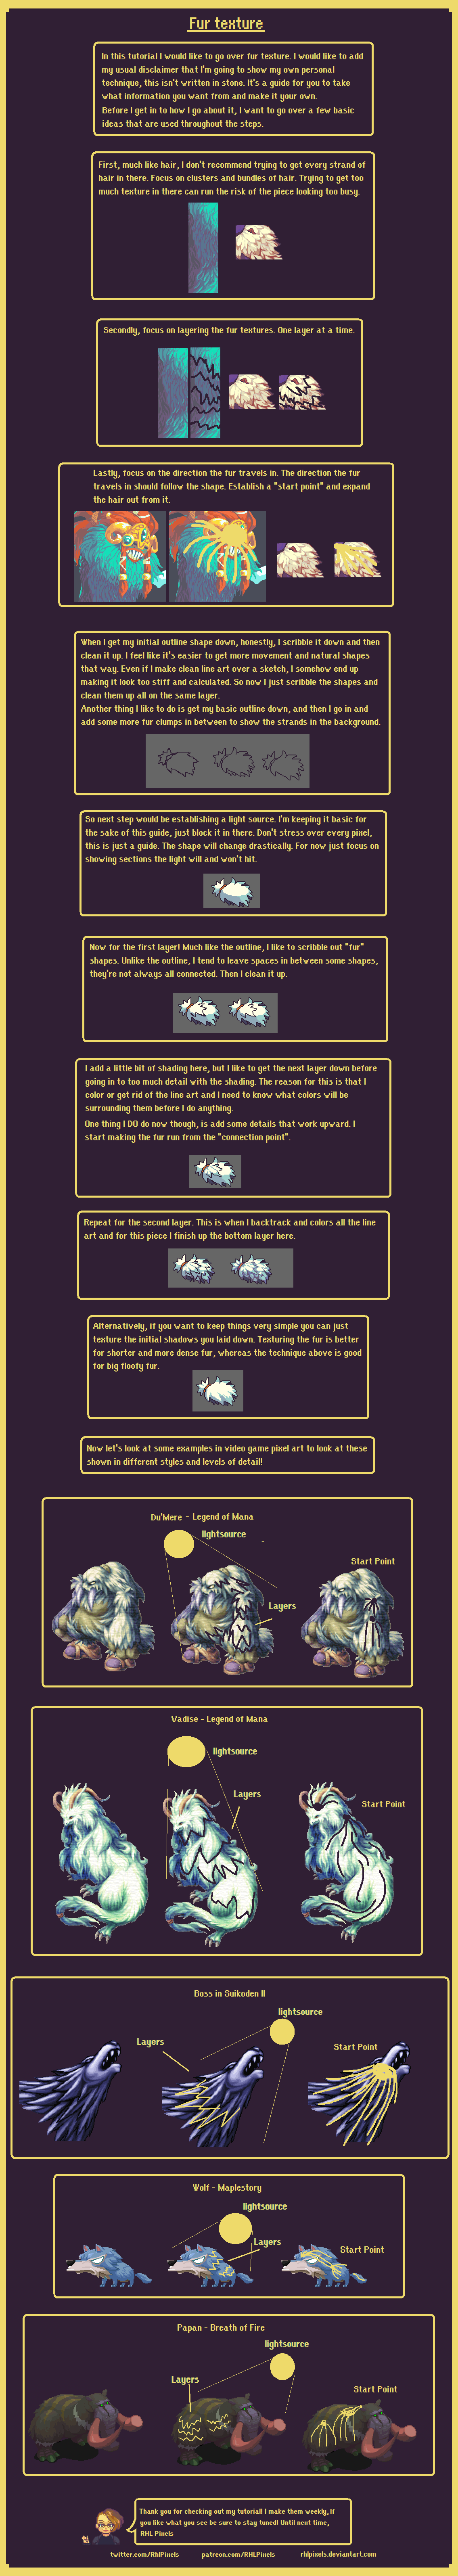 Fur texture
In this tutorial I would like to go over fur texture. I would like to add
my usual disclaimer that I'm going to show my own personal
technique, this isn't written in stone. It's a guide for you to take
what information you want from and make it your own.
Before I get in to how I go about it, I want to go over a few basic
ideas that are used throughout the steps.
First, much like hair, I don't recommend trying to get every strand of
hair in there. Focus on clusters and bundles of hair. Trying to get too
much texture in there can run the risk of the piece looking too busy.
Secondly, focus on layering the fur textures. One layer at a time.
Lastly, focus on the direction the fur travels in. The direction the fur
travels in should follow the shape. Establish a "start point" and expand
the hair out from it.
When I get my initial outline shape down, honestly, I scribble it down and then
clean it up. I feel like it's easier to get more movement and natural shapes
that way. Even if I make clean line art over a sketch, I somehow end up
making it look too stiff and calculated. So now I just scribble the shapes and
clean them up all on the same layer.
Another thing I like to do is get my basic outline down, and then I go in and
add some more fur clumps in between to show the strands in the background.
So next step would be establishing a light source. I'm keeping it basic for
the sake of this guide, just block it in there. Don't stress over every pixel,
this is just a guide. The shape will change drastically. For now just focus on
showing sections the light will and won't hit.
Now for the first layer! Much like the outline, I like to scribble out "fur"
shapes. Unlike the outline, I tend to leave spaces in between some shapes,
they're not always all connected. Then I clean it up.
I add a little bit of shading here, but I like to get the next layer down before
going in to too much detail with the shading. The reason for this is that I
color or get rid of the line art and I need to know what colors will be
surrounding them before I do anything.
One thing I DO do now though, is add some details that work upward. I
start making the fur run from the "connection point".
Repeat for the second layer. This is when I backtrack and colors all the line
art and for this piece I finish up the bottom layer here.
Alternatively, if you want to keep things very simple you can just
texture the initial shadows you laid down. Texturing the fur is better
for shorter and more dense fur, whereas the technique above is good
for big floofy fur.
Now let's look at some examples in video game pixel art to look at these
shown in different styles and levels of detail!
Du'Mere - Legend of Mana
lightsource
Start Point
Layers
Vadise - Legend of Mana
lightsource
Layers
Start Point
Boss in Suikoden II
lightsource
Layers
Start Point
Wolf - Maplestory
lightsource
Layers
Start Point
Papan - Breath of Fire
lightsource
Layers
Start Point
Thank you for checking out my tutorial! I make them weekly, If
you like what you see be sure to stay tuned! Until next time,
RHL Pixels
twitter.com/RhlPixels patreon.com/RHLPixels rhlpixels.deviantart.com